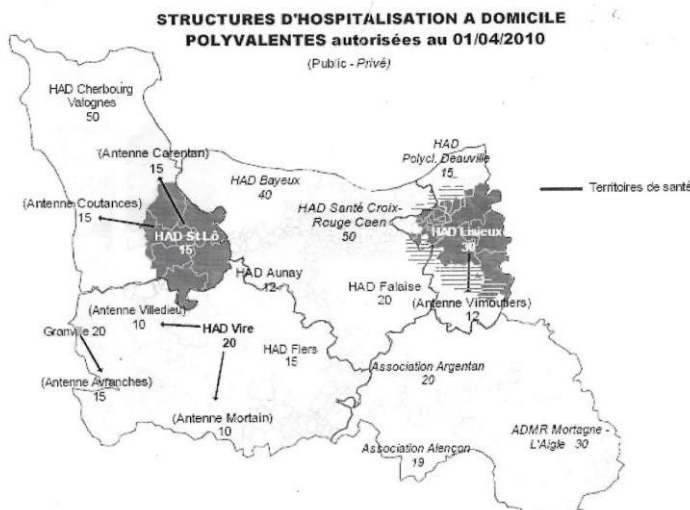 STRUCTURES D'HOSPITALISATION A DOMICILE
POLYVALENTES autorisées au 01/04/2010
(Public - Privé)
HAD Cherbourg
Valognes
50
(Antenne Carentan)
15
HAD Bayeux
40
HAD
Polycl. Deauville
15
Territoires de santé
(Antenne Coutances)
15
HAD St Lô
15
HAD Santé Croix-
Rouge Caen
50
HAD Lisieux
30
HAD Aunay
12
HAD Falaise
20
(Antenne Vimoutiers)
12
(Antenne Villedieu)
10
Granville 20
HAD Vire
20
HAD Flers
15
(Antenne Avranches)
15
Association Argentan
20
(Antenne Mortain)
10
Association Alençon
19
ADMR Mortagne -
L'Aigle 30